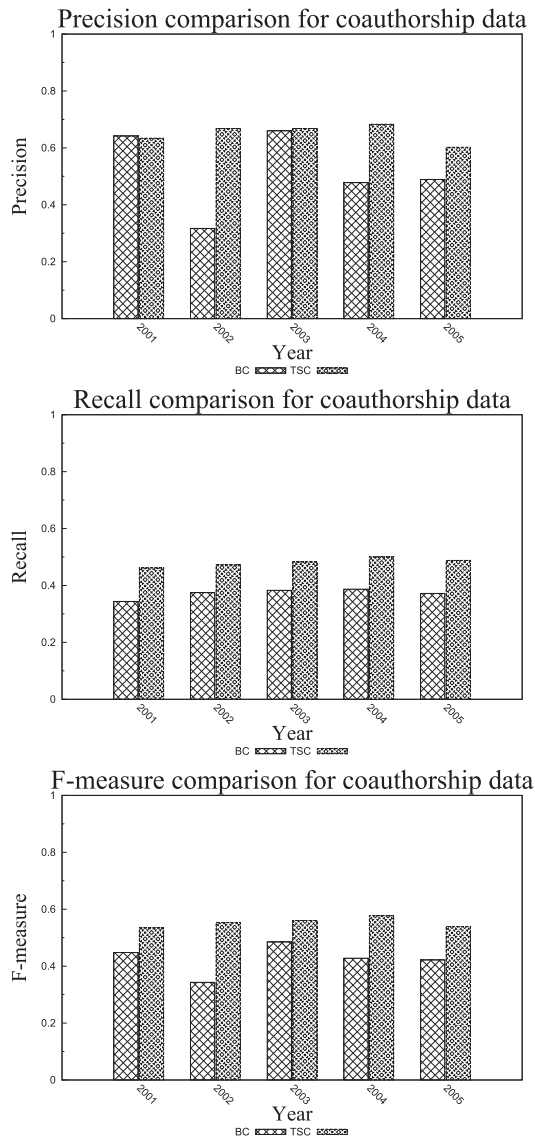 Precision comparison for coauthorship data
1
0.8
0.6
0.4
0.2
0
Precision
2001
2002
2003
2004
2005
Year
BC TSC
Recall comparison for coauthorship data
1
0.8
0.6
0.4
0.2
0
Recall
2001
2002
2003
2004
2005
Year
BC TSC
F-measure comparison for coauthorship data
1
0.8
0.6
0.4
0.2
0
F-measure
2001
2002
2003
2004
2005
Year
BC TSC